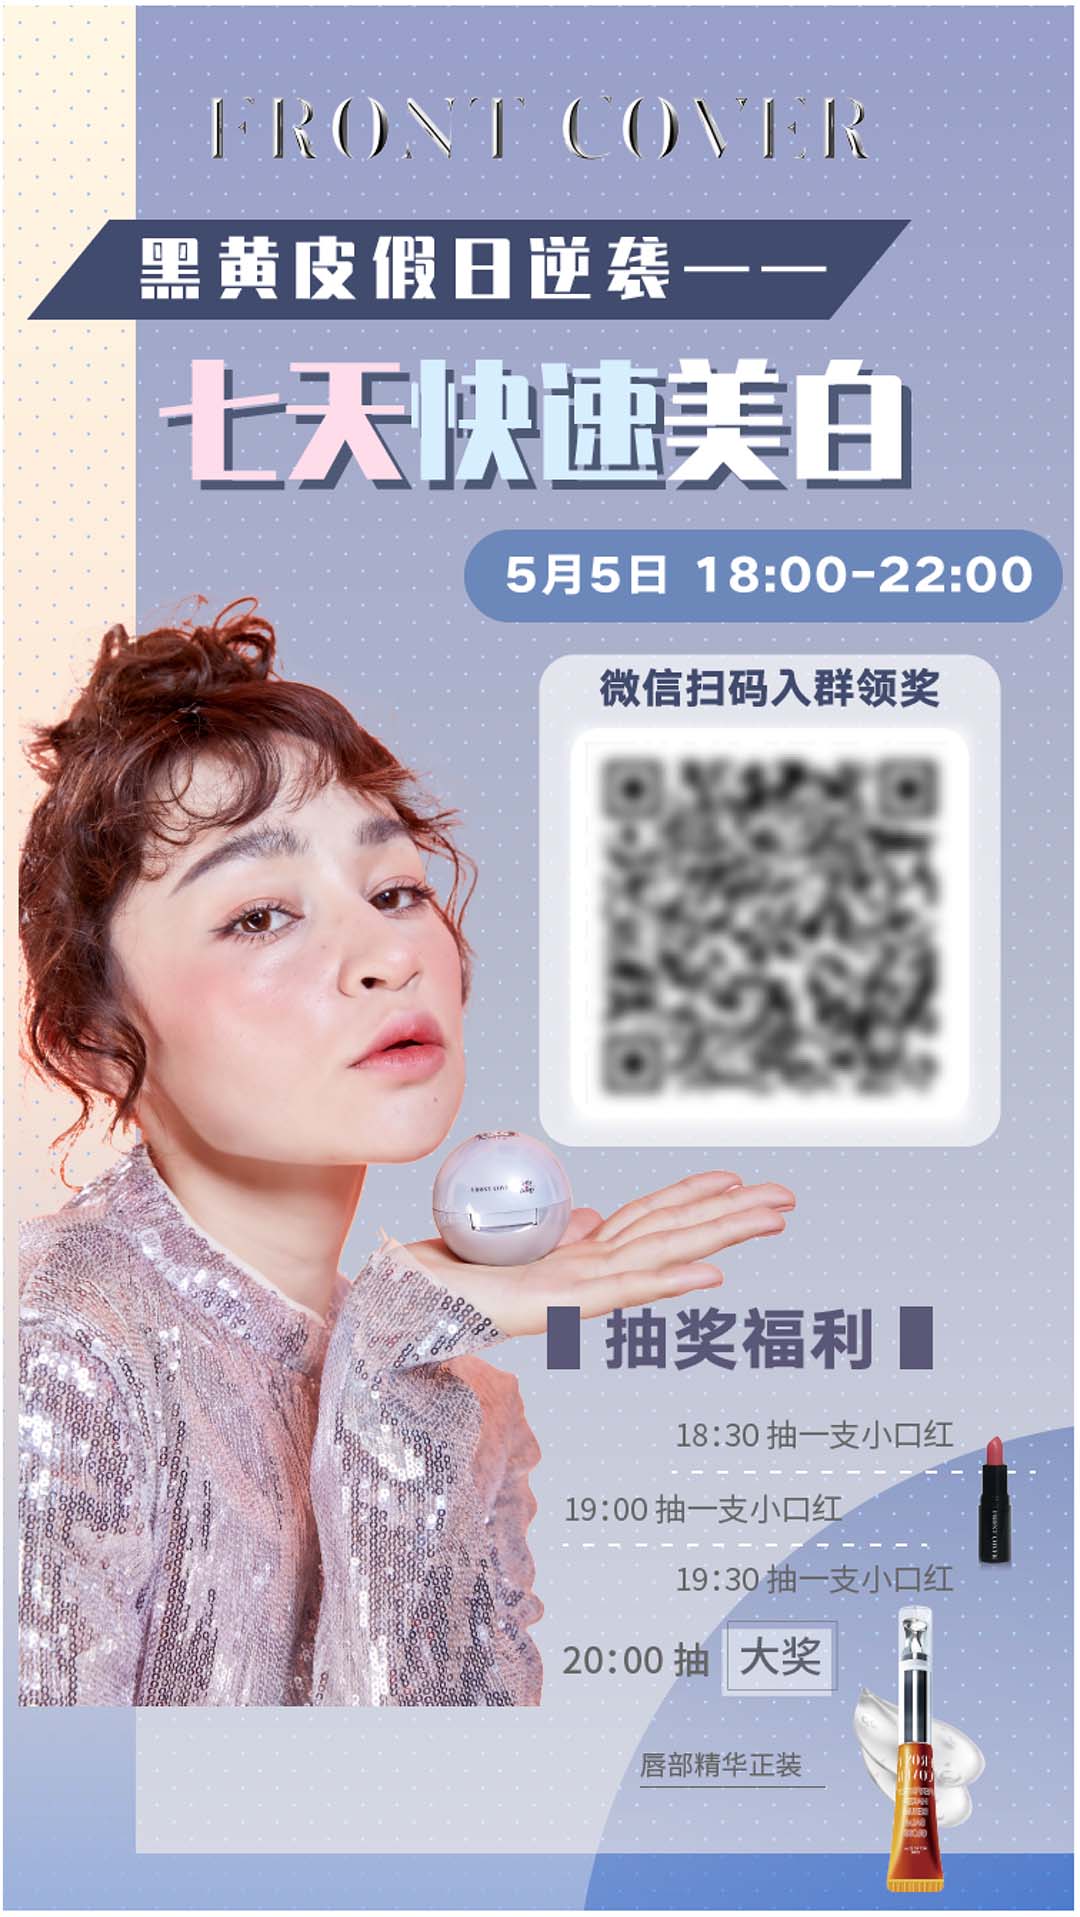 FRONT COVER
黑黄皮假日逆袭——
七天快速美白
5月5日 18:00-22:00
微信扫码入群领奖
抽奖福利
18:30 抽一支小口红
19:00 抽一支小口红
19:30 抽一支小口红
20:00 抽 大奖
唇部精华正装
FRONT COVER